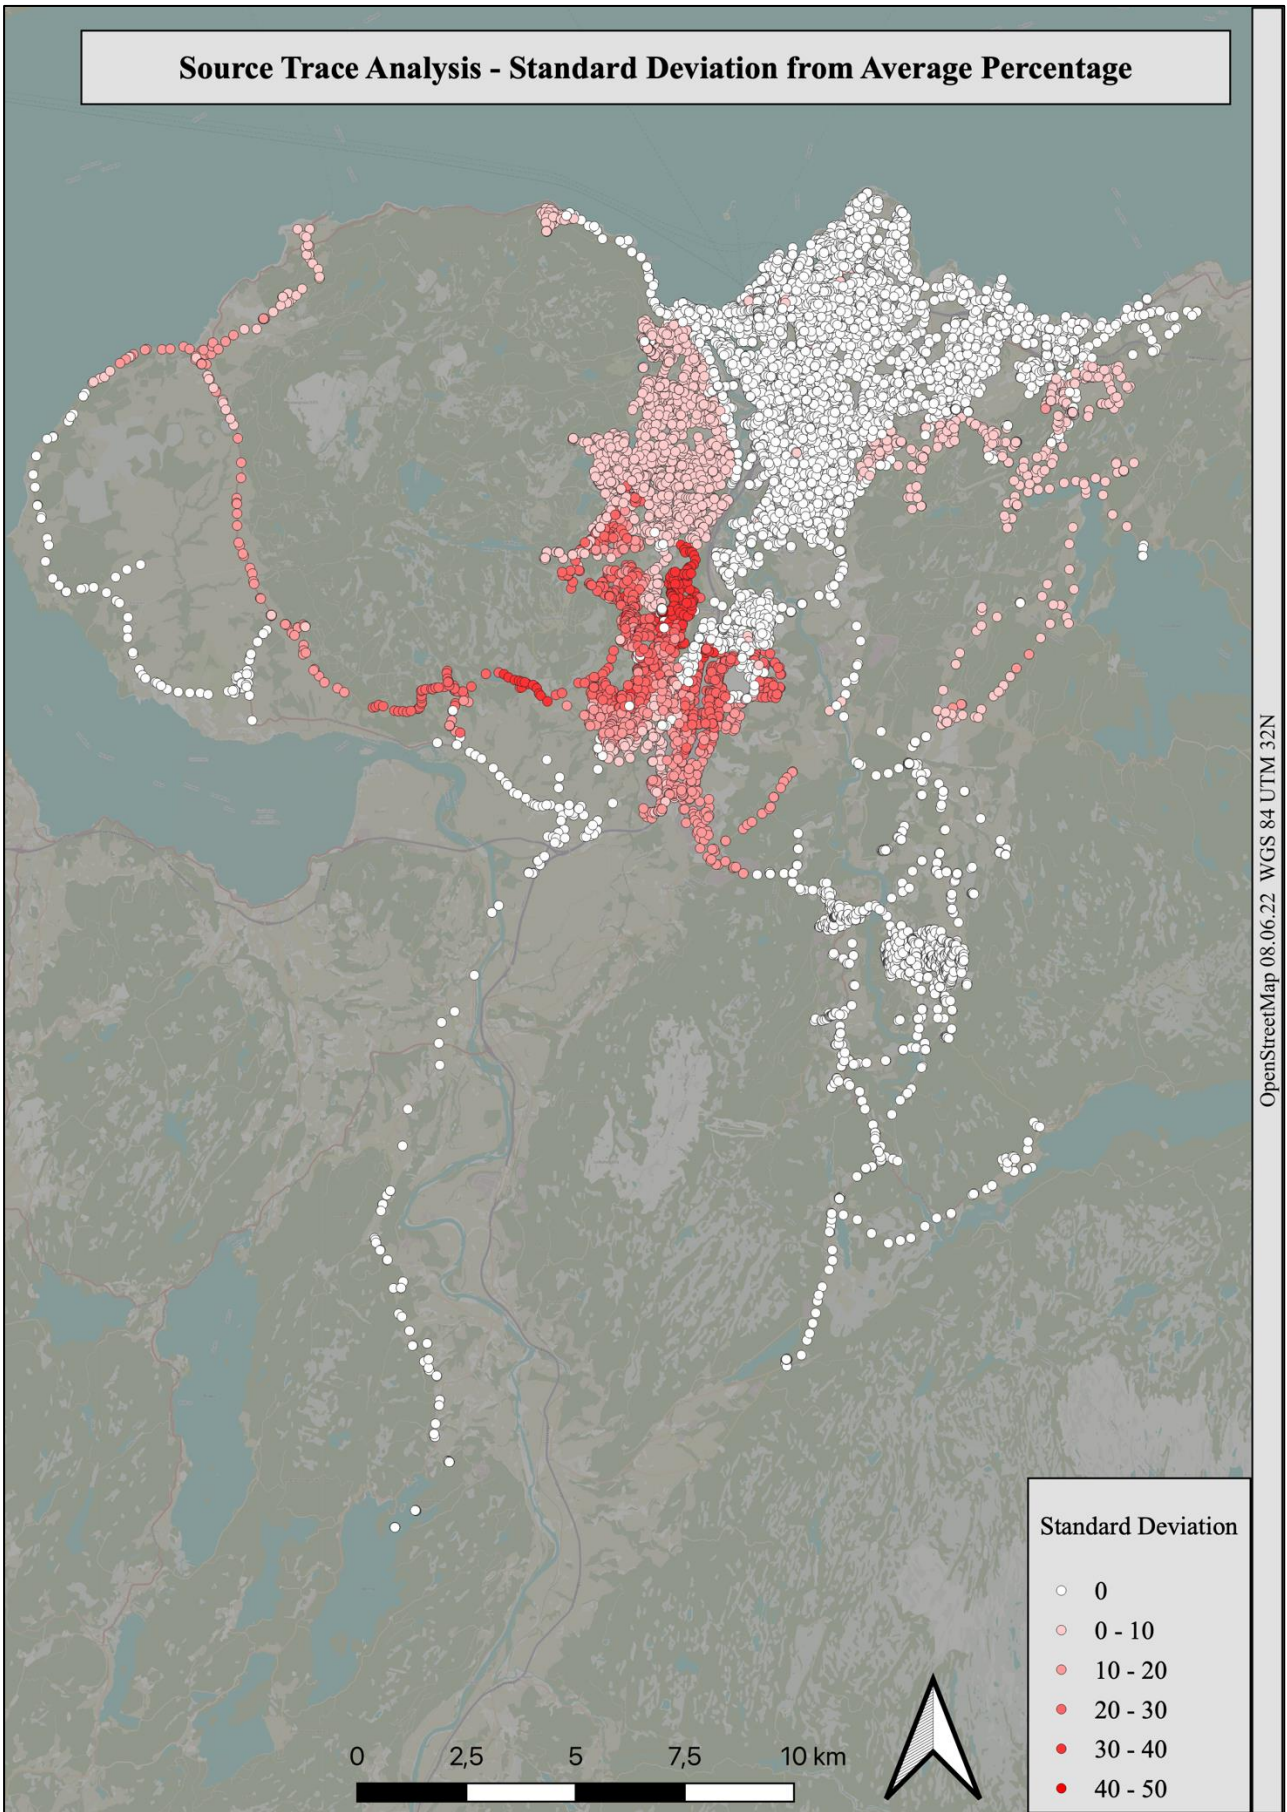 Source Trace Analysis - Standard Deviation from Average Percentage
OpenStreetMap 08.06.22 WGS 84 UTM 32N
Standard Deviation
0
0 - 10
10 - 20
20 - 30
30 - 40
40 - 50
0 2,5 5 7,5 10 km